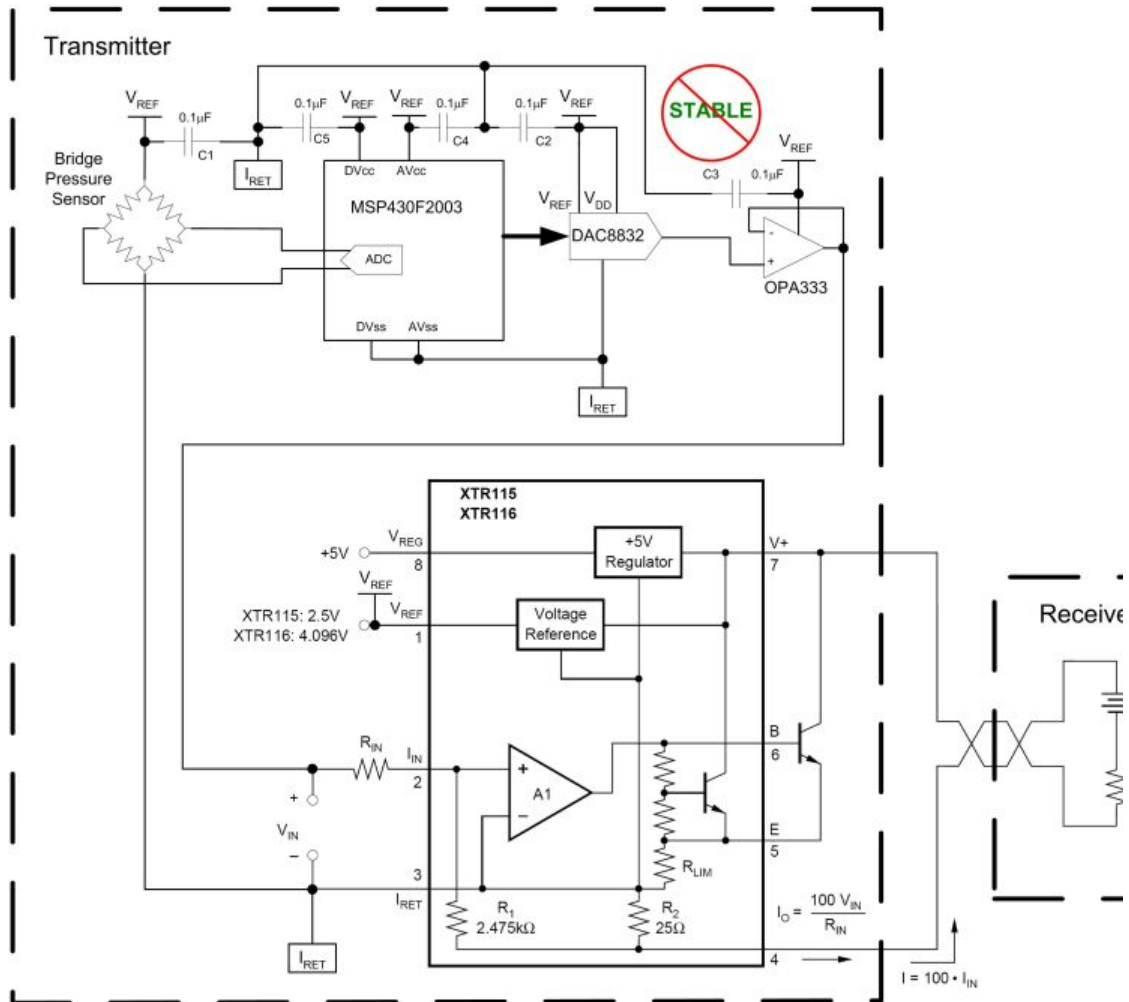 Transmitter
STABLE
VREF
0.1µF
C1
IRET
Bridge
Pressure
Sensor
0.1µF
C5
VREF
VREF
0.1µF
C4
0.1µF
C2
VREF
VREF
C3
0.1µF
DVcc
AVcc
MSP430F2003
ADC
DVss
AVss
VREF
VDD
DAC8832
-
+
OPA333
IRET
XTR115
XTR116
+5V
VREG
8
+5V
Regulator
V+
7
VREF
XTR115: 2.5V
XTR116: 4.096V
VREF
1
Voltage
Reference
Receive
RIN
IIN
2
+
A1
−
B
6
E
5
+
VIN
−
3
IRET
RLIM
R1
2.475kΩ
R2
25Ω
IO = 100 VIN / RIN
4
IRET
I = 100 • IIN